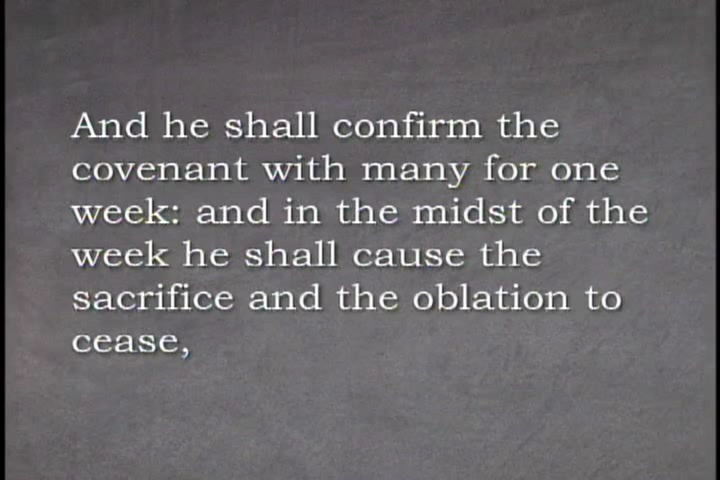 And he shall confirm the
covenant with many for one
week: and in the midst of the
week he shall cause the
sacrifice and the oblation to
cease,